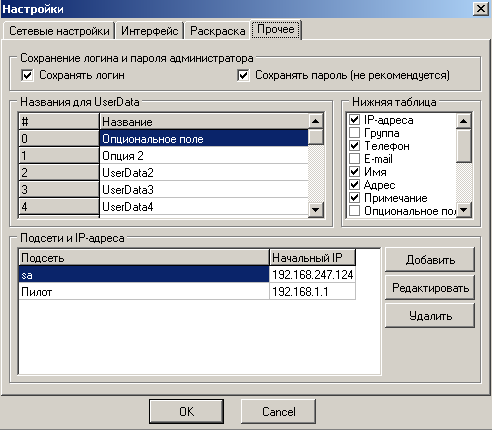 Настройки
Сетевые настройки Интерфейс Раскраска Прочее
Сохранение логина и пароля администратора
Сохранять логин Сохранять пароль (не рекомендуется)
Названия для UserData
# Название
0 Опциональное поле
1 Опция 2
2 UserData2
3 UserData3
4 UserData4
Нижняя таблица
IP-адреса
Группа
Телефон
E-mail
Имя
Адрес
Примечание
Опциональное пол
Подсети и IP-адреса
Подсеть Начальный IP
sa 192.168.247.124
Пилот 192.168.1.1
Добавить
Редактировать
Удалить
OK Cancel